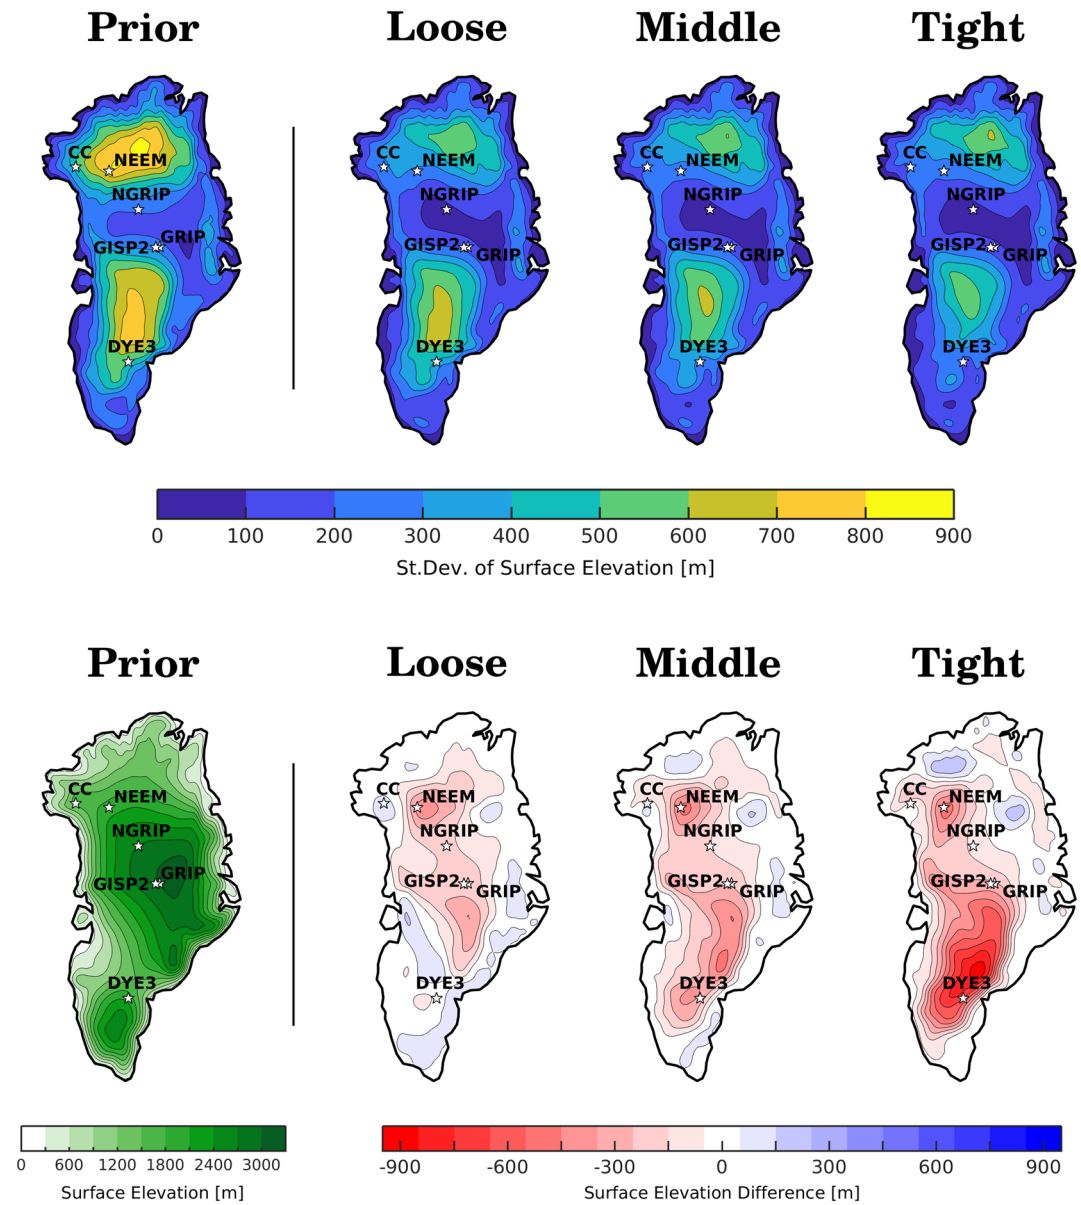 Prior Loose Middle Tight
CC NEEM NGRIP GISP2 GRIP DYE3
CC NEEM NGRIP GISP2 GRIP DYE3
CC NEEM NGRIP GISP2 GRIP DYE3
CC NEEM NGRIP GISP2 GRIP DYE3
0 100 200 300 400 500 600 700 800 900
St.Dev. of Surface Elevation [m]
Prior Loose Middle Tight
CC NEEM NGRIP GISP2 GRIP DYE3
CC NEEM NGRIP GISP2 GRIP DYE3
CC NEEM NGRIP GISP2 GRIP DYE3
CC NEEM NGRIP GISP2 GRIP DYE3
0 600 1200 1800 2400 3000
Surface Elevation [m]
-900 -600 -300 0 300 600 900
Surface Elevation Difference [m]